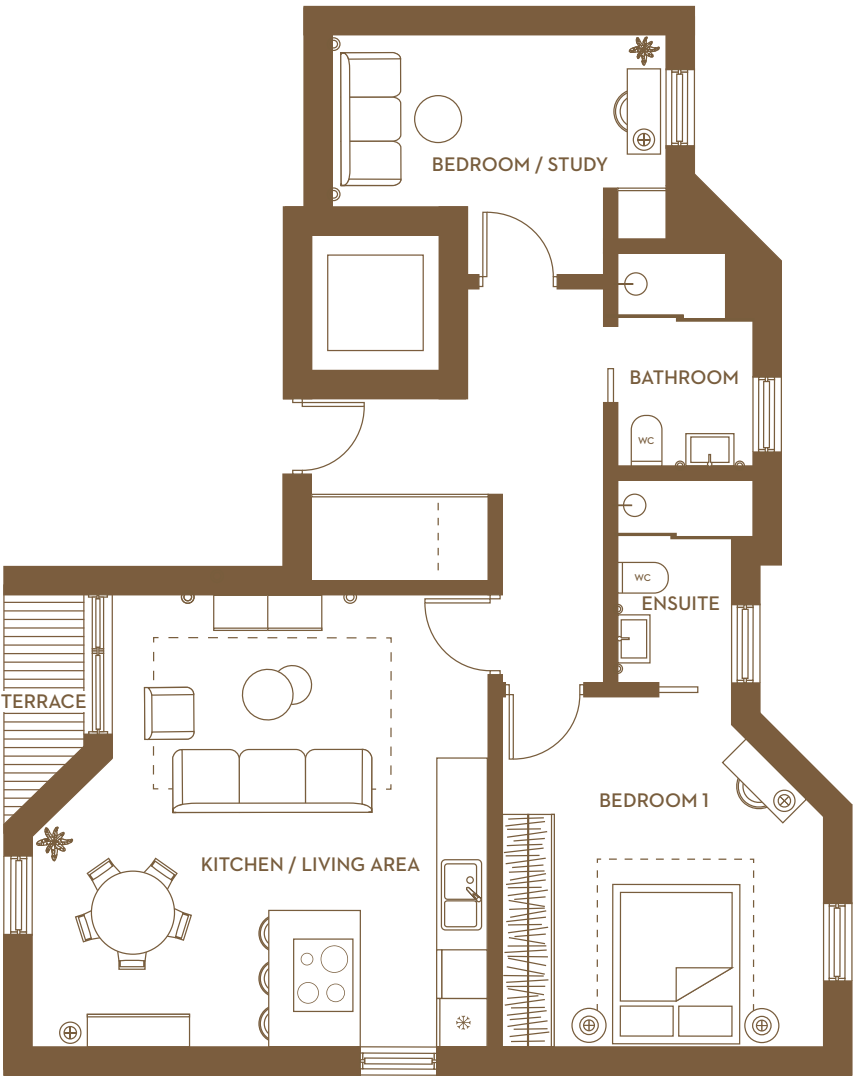 BEDROOM / STUDY
BATHROOM
WC
WC
ENSUITE
TERRACE
BEDROOM 1
KITCHEN / LIVING AREA